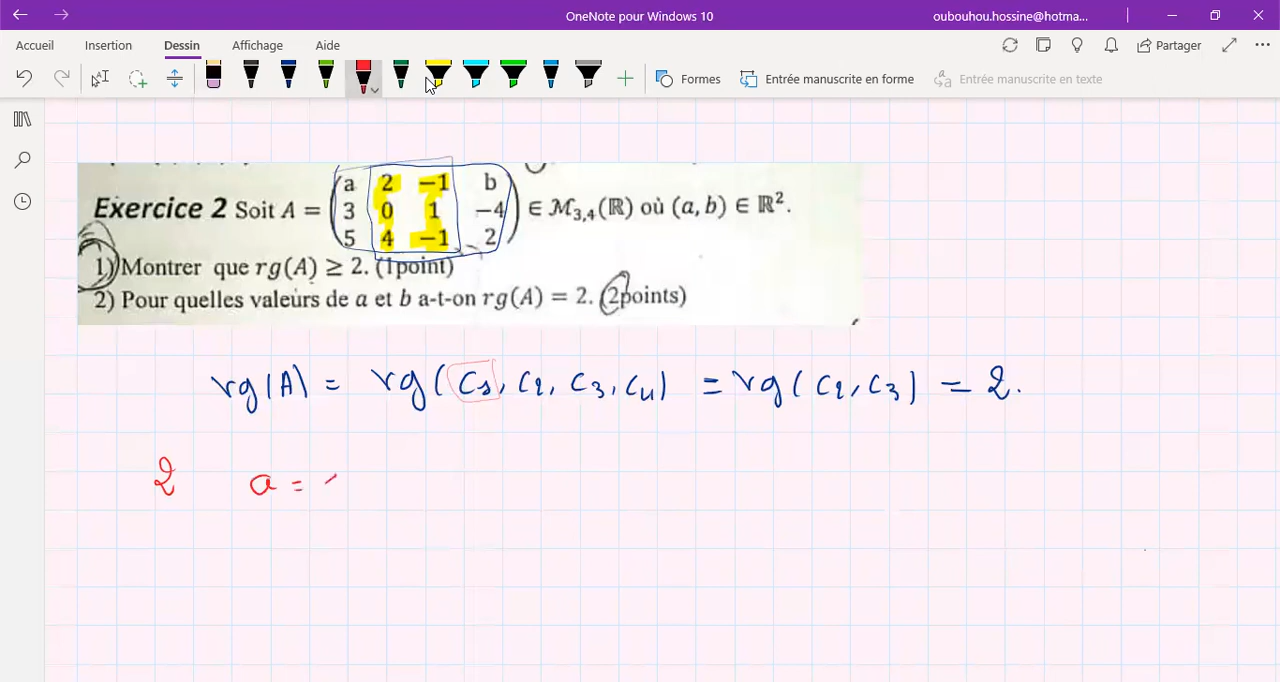 OneNote pour Windows 10
oubouhou.hossine@hotma...
Accueil Insertion Dessin Affichage Aide
Partager
Formes Entrée manuscrite en forme Entrée manuscrite en texte
Exercice 2 Soit A = (a 2 −1 b
3 0 1 −4
5 4 −1 2) ∈ ℳ₃,₄(ℝ) où (a, b) ∈ ℝ².
1) Montrer que rg(A) ≥ 2. (1point)
2) Pour quelles valeurs de a et b a-t-on rg(A) = 2. (2points)
rg(A) = rg(C₁, C₂, C₃, C₄) = rg(C₂, C₃) = 2.
2 a =